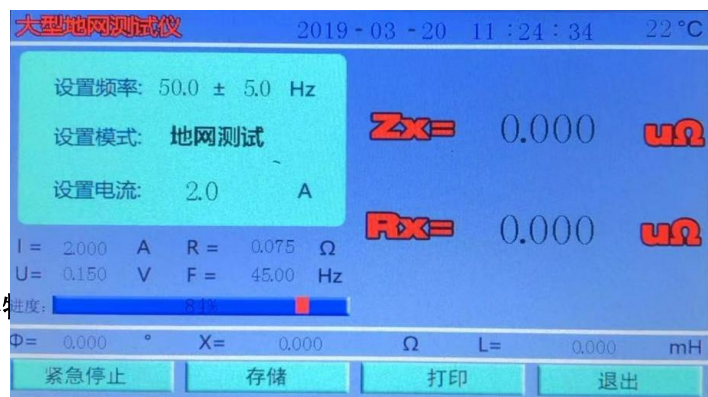 大型地网测试仪 2019-03-20 11:24:34 22°C
设置频率: 50.0 ± 5.0 Hz
设置模式: 地网测试
设置电流: 2.0 A
Zx= 0.000 uΩ
Rx= 0.000 uΩ
I= 2.000 A R= 0.075 Ω
U= 0.150 V F= 45.00 Hz
进度: 84%
Φ= 0.000 ° X= 0.000 Ω L= 0.000 mH
紧急停止 存储 打印 退出